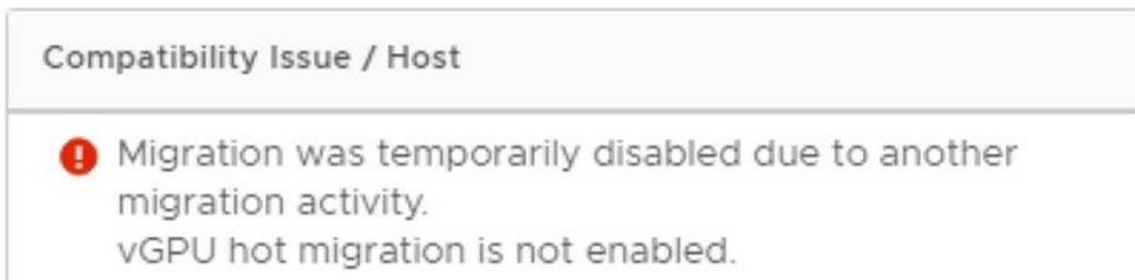 Compatibility Issue / Host
Migration was temporarily disabled due to another
migration activity.
vGPU hot migration is not enabled.